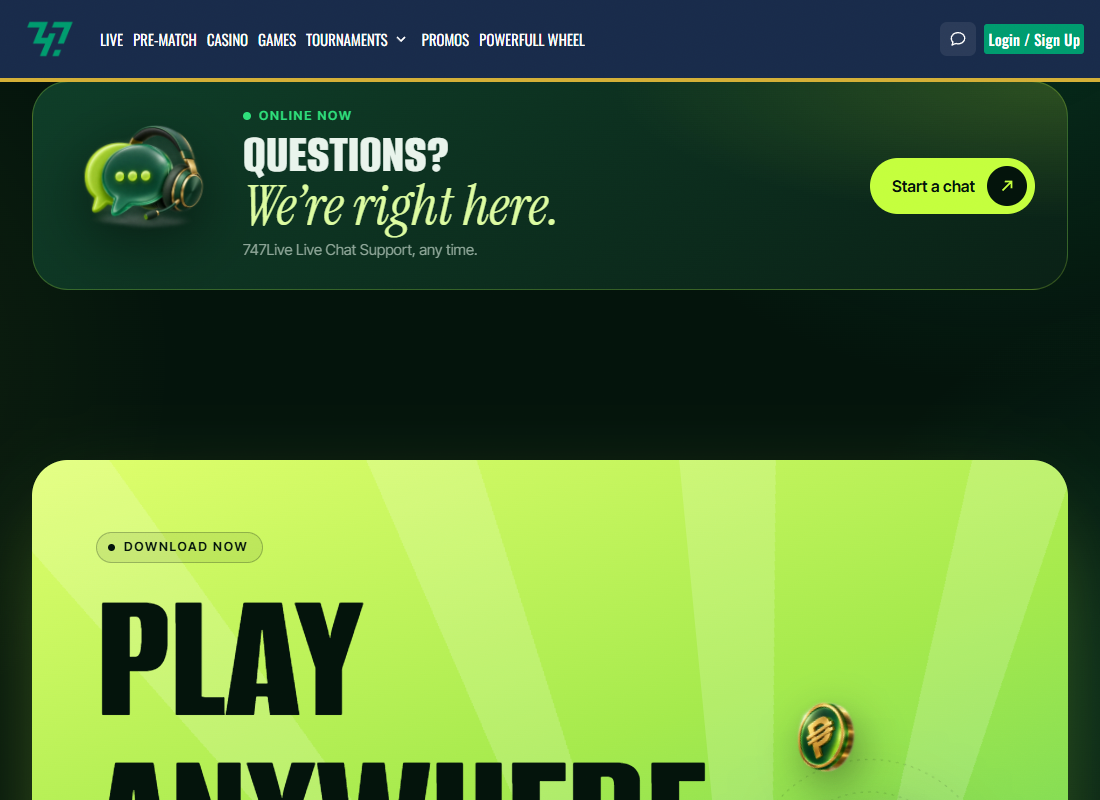 747
LIVE PRE-MATCH CASINO GAMES TOURNAMENTS PROMOS POWERFULL WHEEL
Login / Sign Up
ONLINE NOW
QUESTIONS?
We’re right here.
747Live Live Chat Support, any time.
Start a chat
DOWNLOAD NOW
PLAY
ANYWHERE